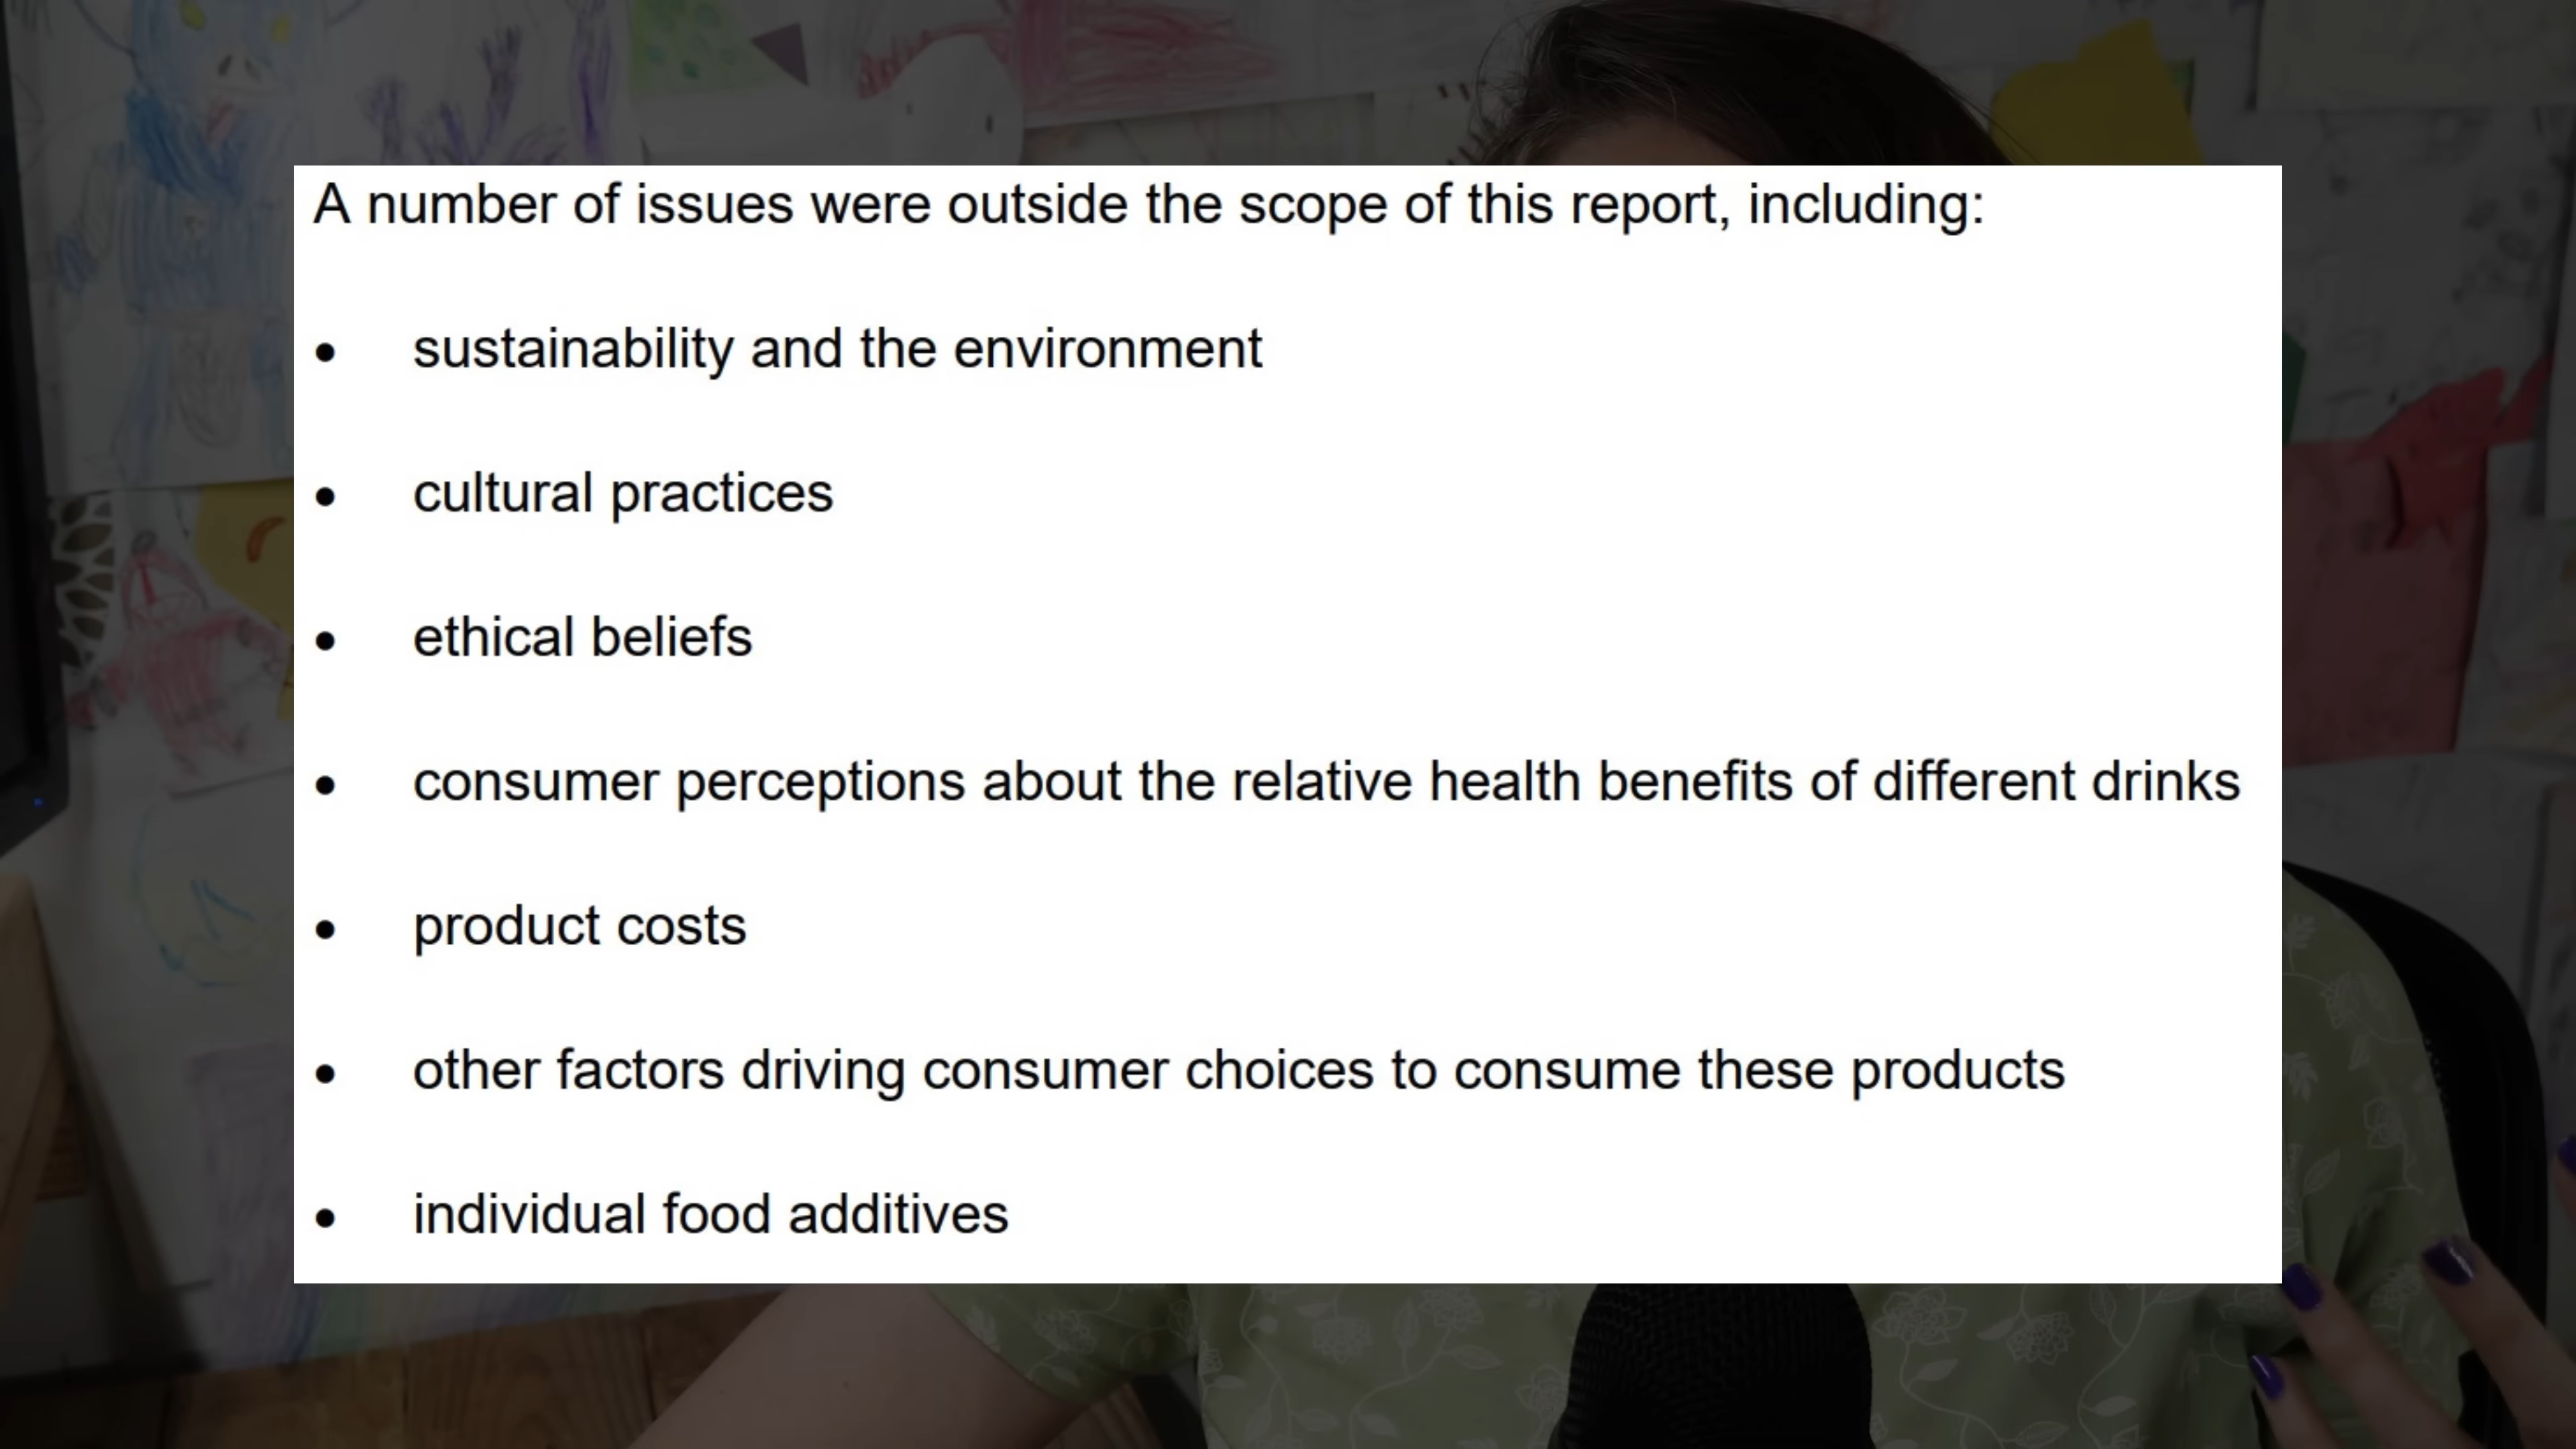 A number of issues were outside the scope of this report, including:
• sustainability and the environment
• cultural practices
• ethical beliefs
• consumer perceptions about the relative health benefits of different drinks
• product costs
• other factors driving consumer choices to consume these products
• individual food additives